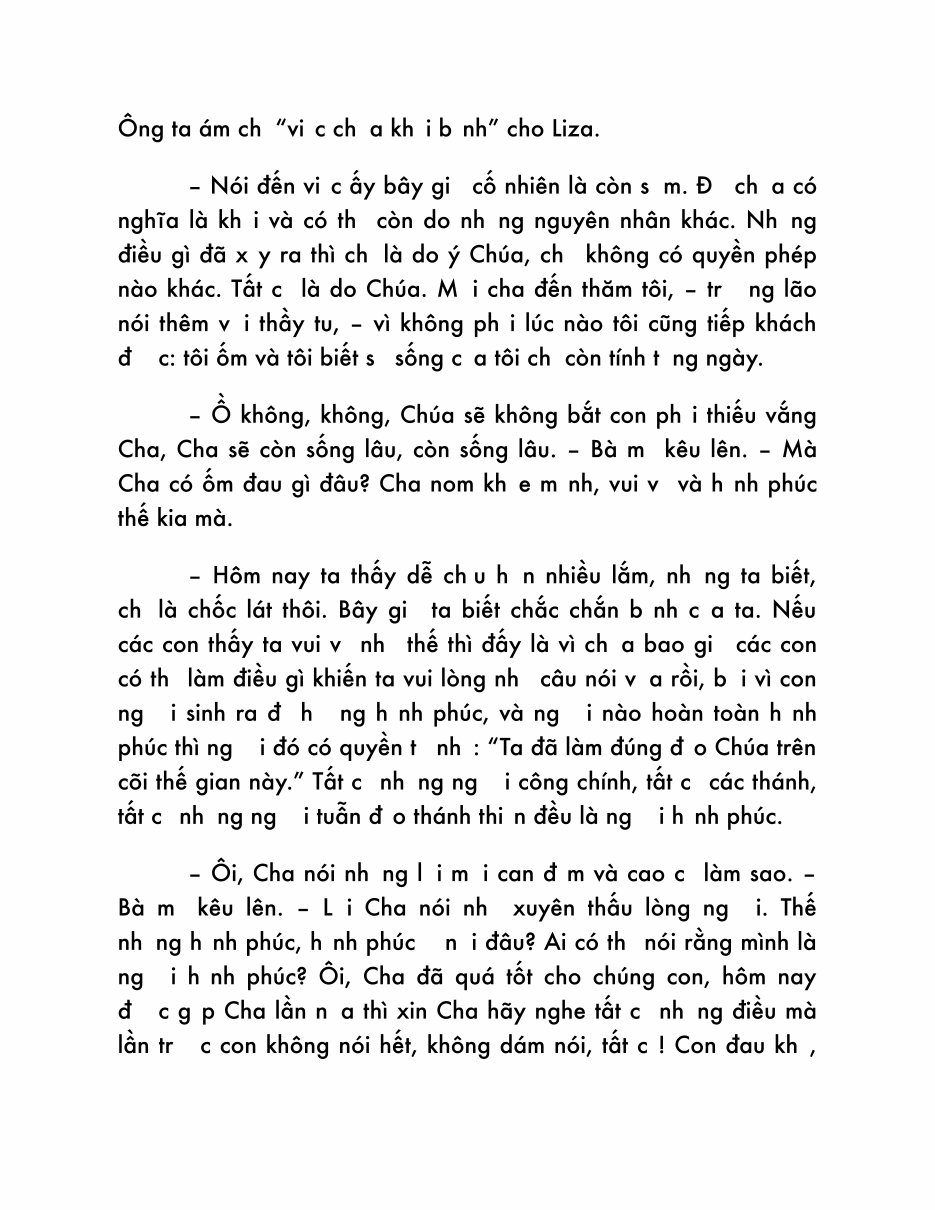 Ông ta ám ch “vi c ch a kh i b nh” cho Liza.
– Nói đến vi c ấy bây gi cố nhiên là còn s m. Đ ch a có
nghĩa là kh i và có th còn do nh ng nguyên nhân khác. Nh ng
điều gì đã x y ra thì ch là do ý Chúa, ch không có quyền phép
nào khác. Tất c là do Chúa. M i cha đến thăm tôi, – tr ng lão
nói thêm v i thầy tu, – vì không ph i lúc nào tôi cũng tiếp khách
đ c: tôi ốm và tôi biết s sống c a tôi ch còn tính t ng ngày.
– Ồ không, không, Chúa sẽ không bắt con ph i thiếu vắng
Cha, Cha sẽ còn sống lâu, còn sống lâu. – Bà m kêu lên. – Mà
Cha có ốm đau gì đâu? Cha nom kh e m nh, vui v và h nh phúc
thế kia mà.
– Hôm nay ta thấy dễ ch u h n nhiều lắm, nh ng ta biết,
ch là chốc lát thôi. Bây gi ta biết chắc chắn b nh c a ta. Nếu
các con thấy ta vui v nh thế thì đấy là vì ch a bao gi các con
có th làm điều gì khiến ta vui lòng nh câu nói v a rồi, b i vì con
ng i sinh ra đ h ng h nh phúc, và ng i nào hoàn toàn h nh
phúc thì ng i đó có quyền t nh : “Ta đã làm đúng đ o Chúa trên
cõi thế gian này.” Tất c nh ng ng i công chính, tất c các thánh,
tất c nh ng ng i tuẫn đ o thánh thi n đều là ng i h nh phúc.
– Ôi, Cha nói nh ng l i m i can đ m và cao c làm sao. –
Bà m kêu lên. – L i Cha nói nh xuyên thấu lòng ng i. Thế
nh ng h nh phúc, h nh phúc n i đâu? Ai có th nói rằng mình là
ng i h nh phúc? Ôi, Cha đã quá tốt cho chúng con, hôm nay
đ c g p Cha lần n a thì xin Cha hãy nghe tất c nh ng điều mà
lần tr c con không nói hết, không dám nói, tất c ! Con đau kh ,